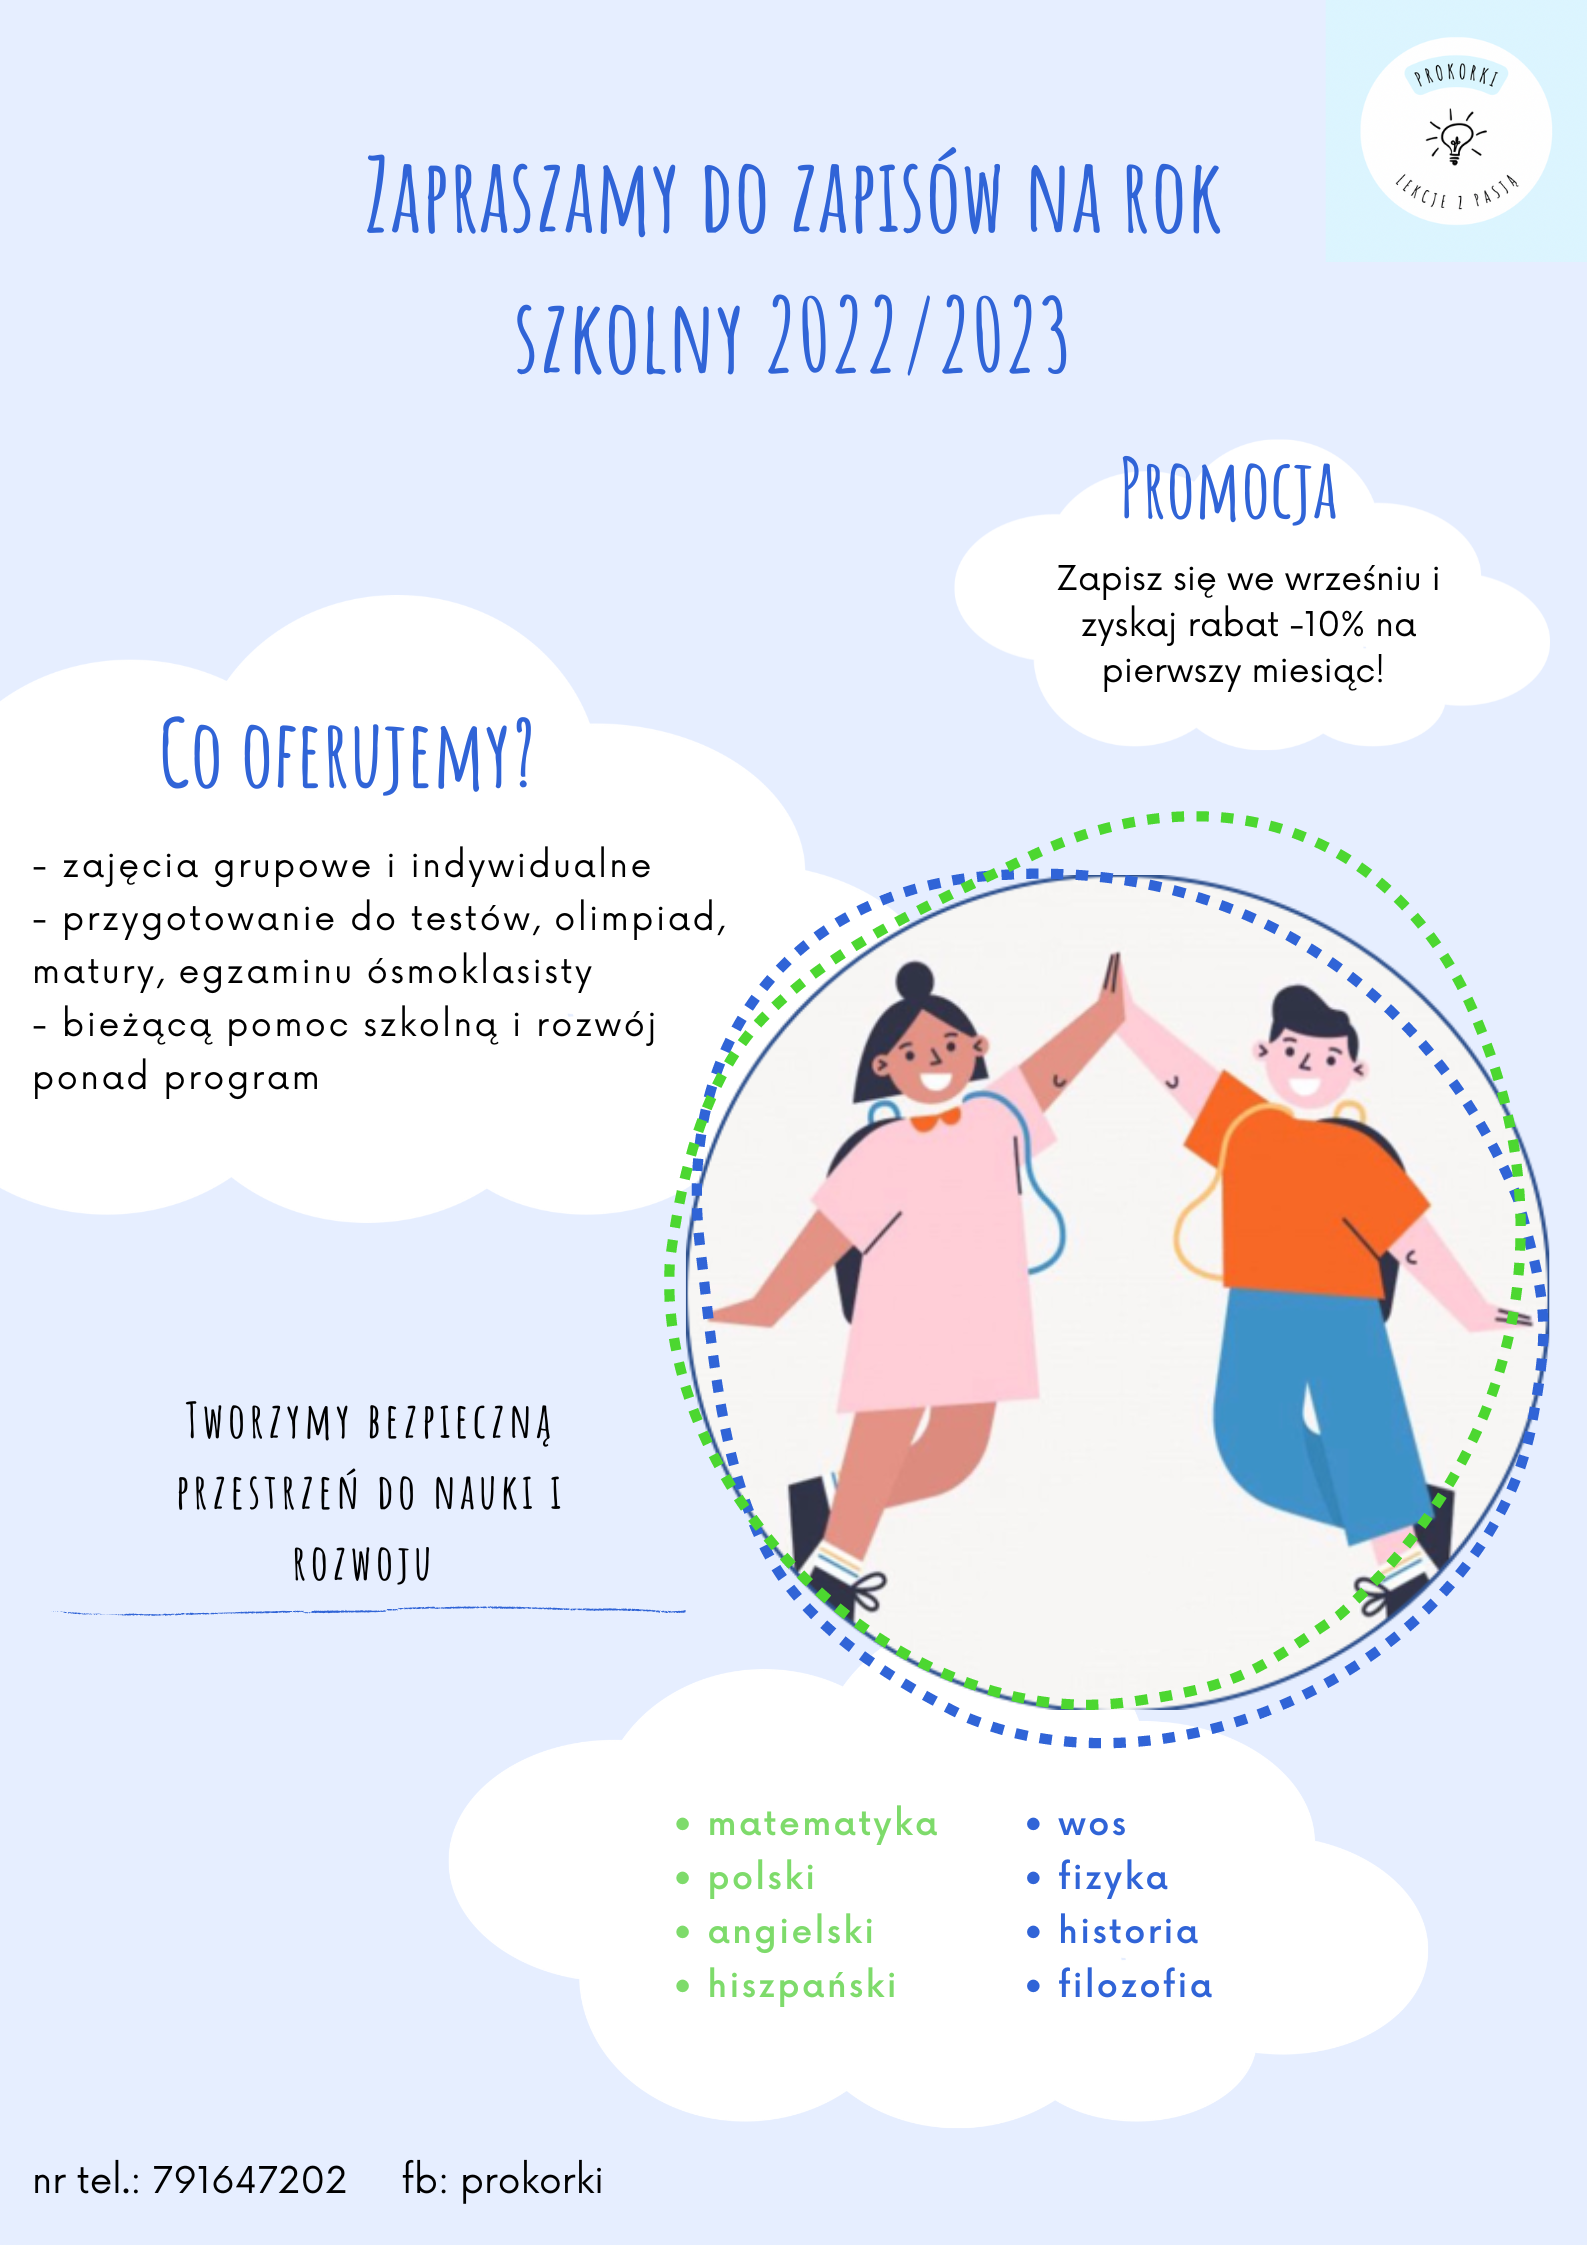 PROKORKI
LEKCJE Z PASJĄ
Zapraszamy do zapisów na rok
szkolny 2022/2023
Promocja
Zapisz się we wrześniu i
zyskaj rabat -10% na
pierwszy miesiąc!
Co oferujemy?
- zajęcia grupowe i indywidualne
- przygotowanie do testów, olimpiad,
matury, egzaminu ósmoklasisty
- bieżącą pomoc szkolną i rozwój
ponad program
Tworzymy bezpieczną
przestrzeń do nauki i
rozwoju
• matematyka
• polski
• angielski
• hiszpański
• wos
• fizyka
• historia
• filozofia
nr tel.: 791647202 fb: prokorki